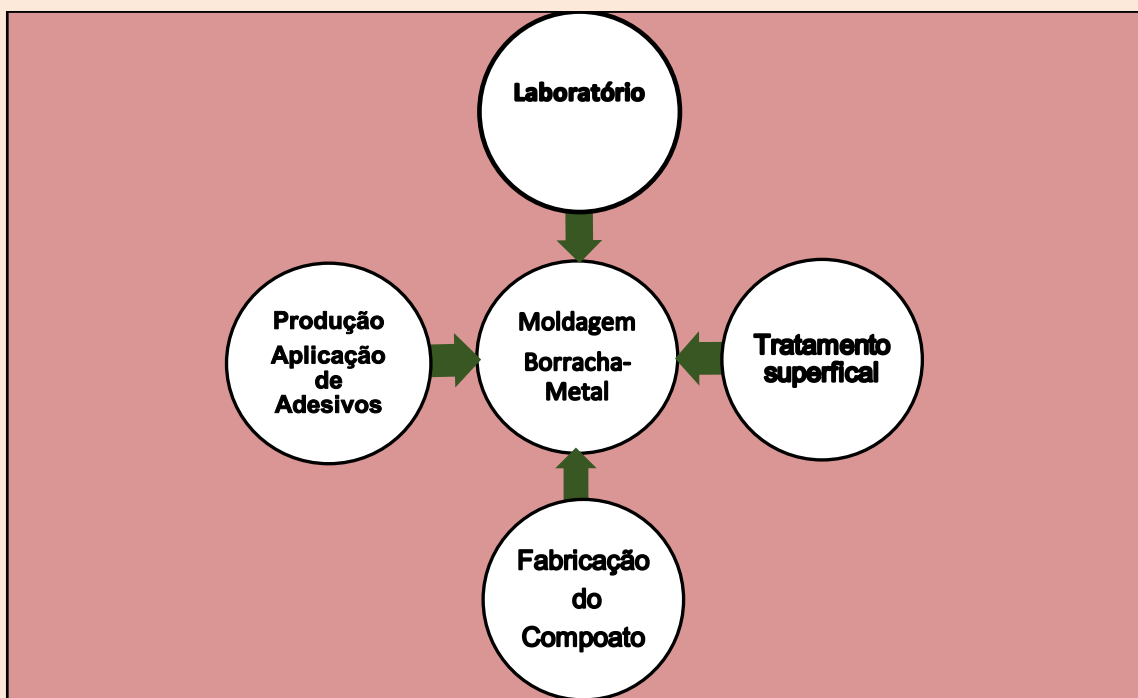 Laboratório
Produção
Aplicação
de
Adesivos
Moldagem
Borracha-
Metal
Tratamento
superfical
Fabricação
do
Compoato